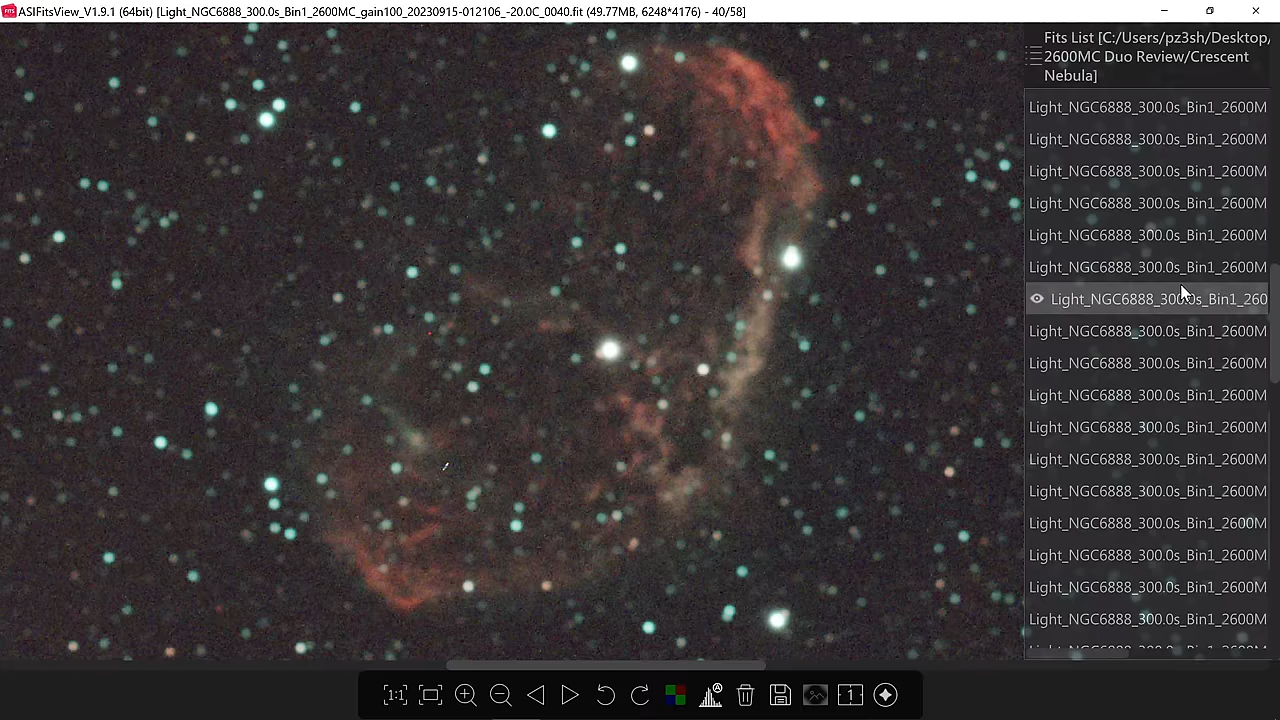 ASIFitsView_V1.9.1 (64bit) [Light_NGC6888_300.0s_Bin1_2600MC_gain100_20230915-012106_-20.0C_0040.fit (49.77MB, 6248*4176) - 40/58]
Fits List [C:/Users/pz3sh/Desktop/
2600MC Duo Review/Crescent
Nebula]
Light_NGC6888_300.0s_Bin1_2600M
Light_NGC6888_300.0s_Bin1_2600M
Light_NGC6888_300.0s_Bin1_2600M
Light_NGC6888_300.0s_Bin1_2600M
Light_NGC6888_300.0s_Bin1_2600M
Light_NGC6888_300.0s_Bin1_2600M
Light_NGC6888_300.0s_Bin1_260
Light_NGC6888_300.0s_Bin1_2600M
Light_NGC6888_300.0s_Bin1_2600M
Light_NGC6888_300.0s_Bin1_2600M
Light_NGC6888_300.0s_Bin1_2600M
Light_NGC6888_300.0s_Bin1_2600M
Light_NGC6888_300.0s_Bin1_2600M
Light_NGC6888_300.0s_Bin1_2600M
Light_NGC6888_300.0s_Bin1_2600M
Light_NGC6888_300.0s_Bin1_2600M
Light_NGC6888_300.0s_Bin1_2600M
1:1 A 1